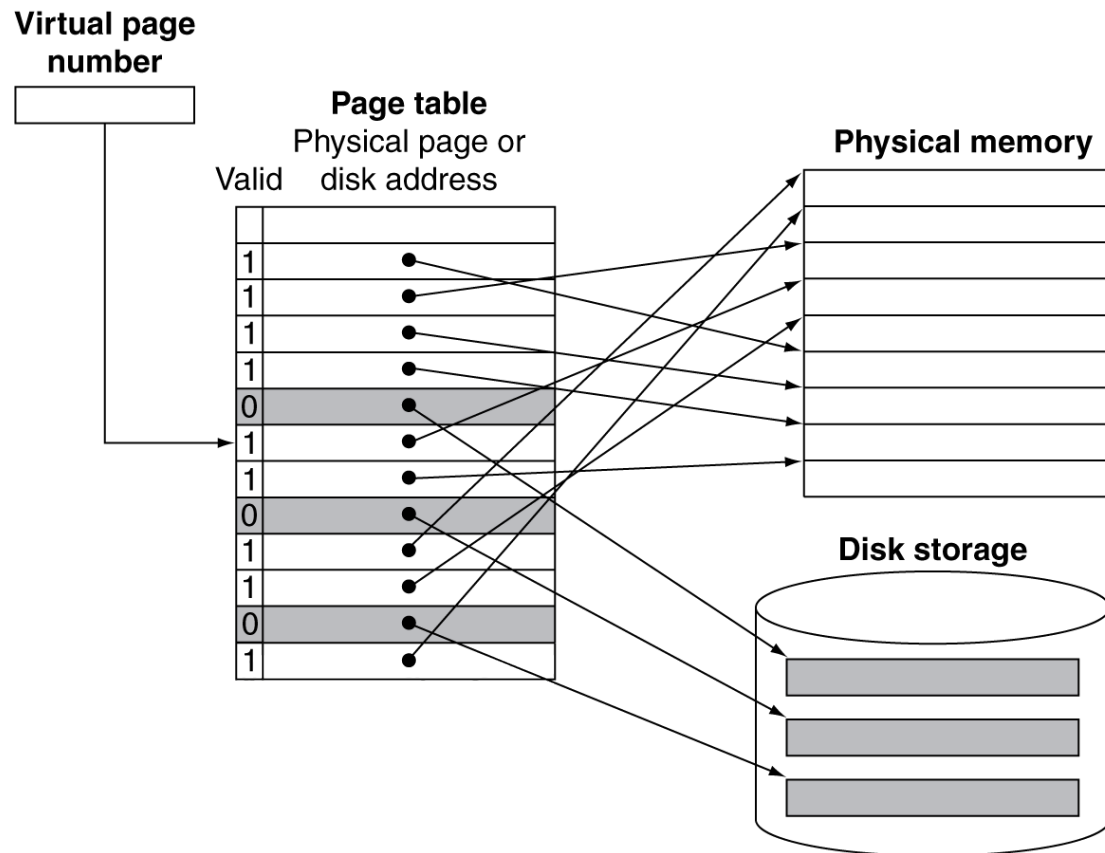 Virtual page
number
Page table
Physical page or
Valid disk address
Physical memory
1
1
1
1
0
1
1
0
1
1
0
1
Disk storage